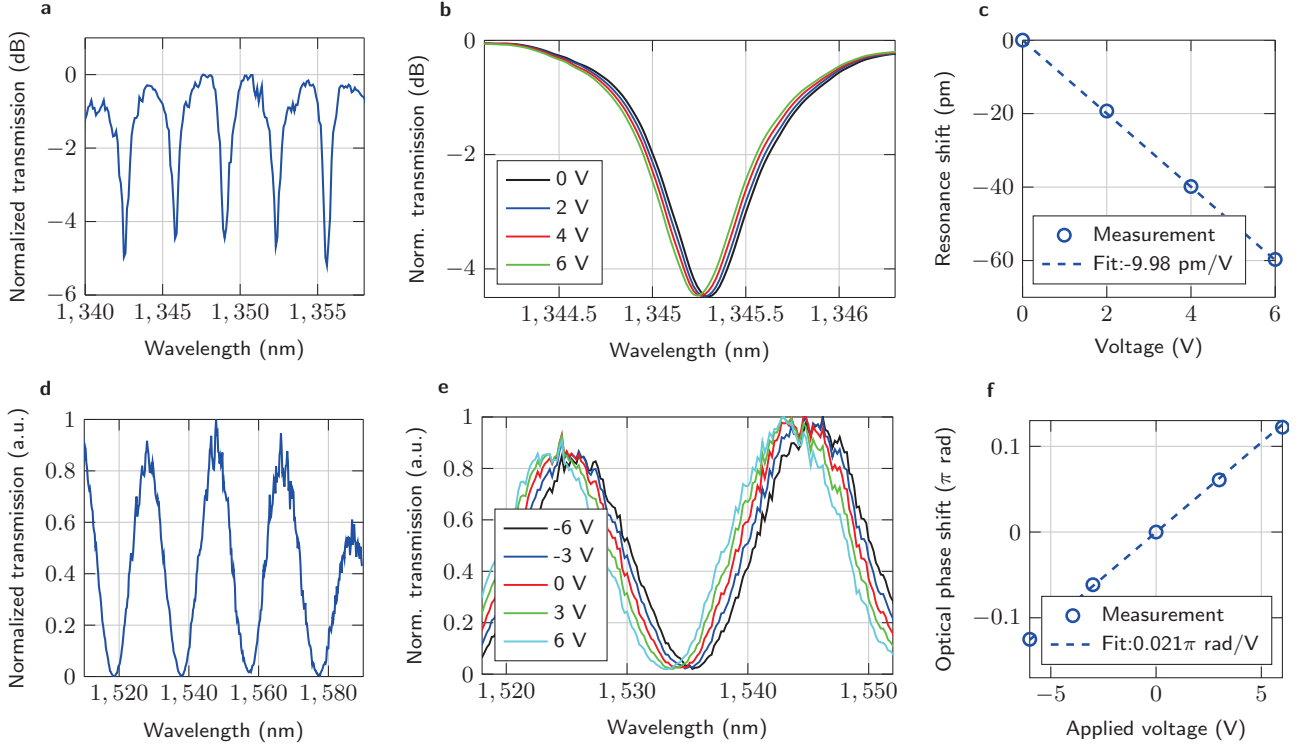 a
Normalized transmission (dB)
0
−2
−4
−6
1,340
1,345
1,350
1,355
Wavelength (nm)
b
Norm. transmission (dB)
0
−2
−4
0 V
2 V
4 V
6 V
1,344.5
1,345
1,345.5
1,346
Wavelength (nm)
c
Resonance shift (pm)
0
−20
−40
−60
Measurement
Fit:-9.98 pm/V
0
2
4
6
Voltage (V)
d
Normalized transmission (a.u.)
1
0.8
0.6
0.4
0.2
0
1,520
1,540
1,560
1,580
Wavelength (nm)
e
Norm. transmission (a.u.)
1
0.8
0.6
0.4
0.2
0
-6 V
-3 V
0 V
3 V
6 V
1,520
1,530
1,540
1,550
Wavelength (nm)
f
Optical phase shift (π rad)
0.1
0
−0.1
Measurement
Fit:0.021π rad/V
−5
0
5
Applied voltage (V)